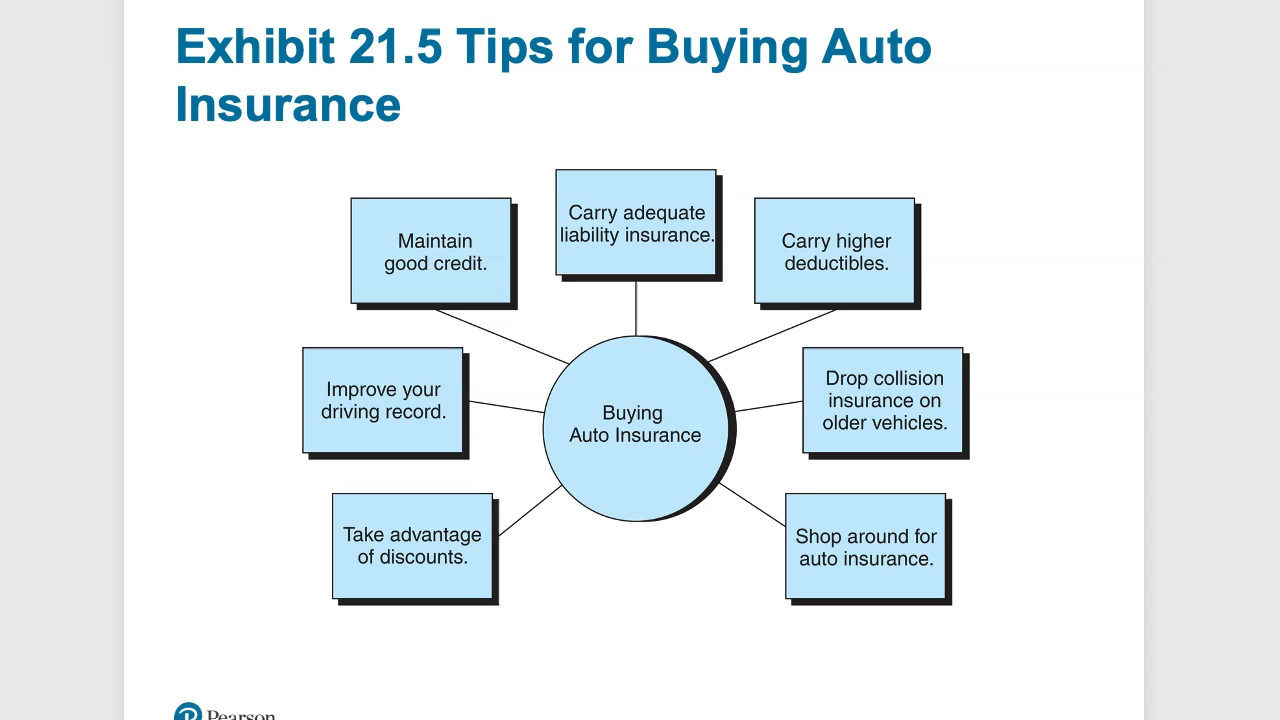 Exhibit 21.5 Tips for Buying Auto
Insurance
Carry adequate
liability insurance.
Maintain
good credit.
Carry higher
deductibles.
Improve your
driving record.
Drop collision
insurance on
older vehicles.
Buying
Auto Insurance
Take advantage
of discounts.
Shop around for
auto insurance.
Pearson